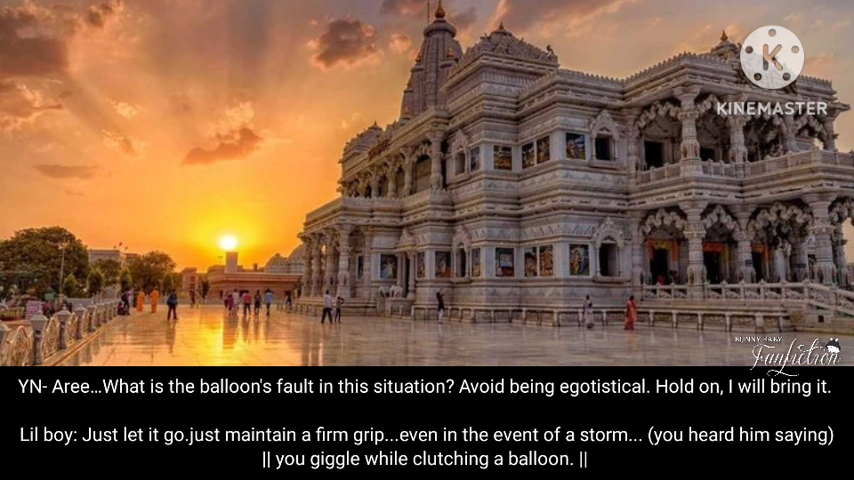 K
KINEMASTER
Fanfiction
YN- Aree...What is the balloon's fault in this situation? Avoid being egotistical. Hold on, I will bring it.
Lil boy: Just let it go.just maintain a firm grip...even in the event of a storm... (you heard him saying)
|| you giggle while clutching a balloon. ||